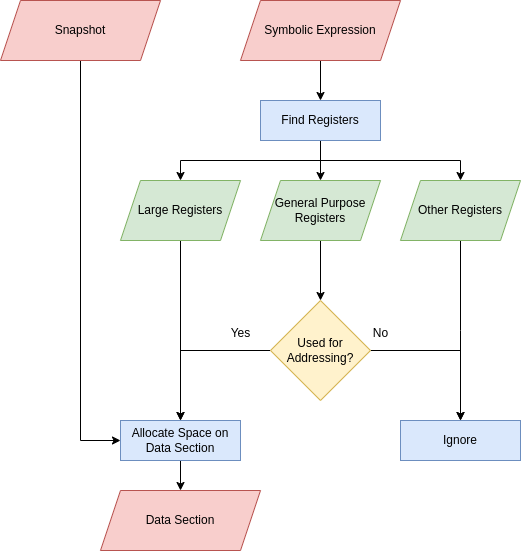 Snapshot
Symbolic Expression
Find Registers
Large Registers
General Purpose
Registers
Other Registers
Yes
No
Used for
Addressing?
Allocate Space on
Data Section
Ignore
Data Section